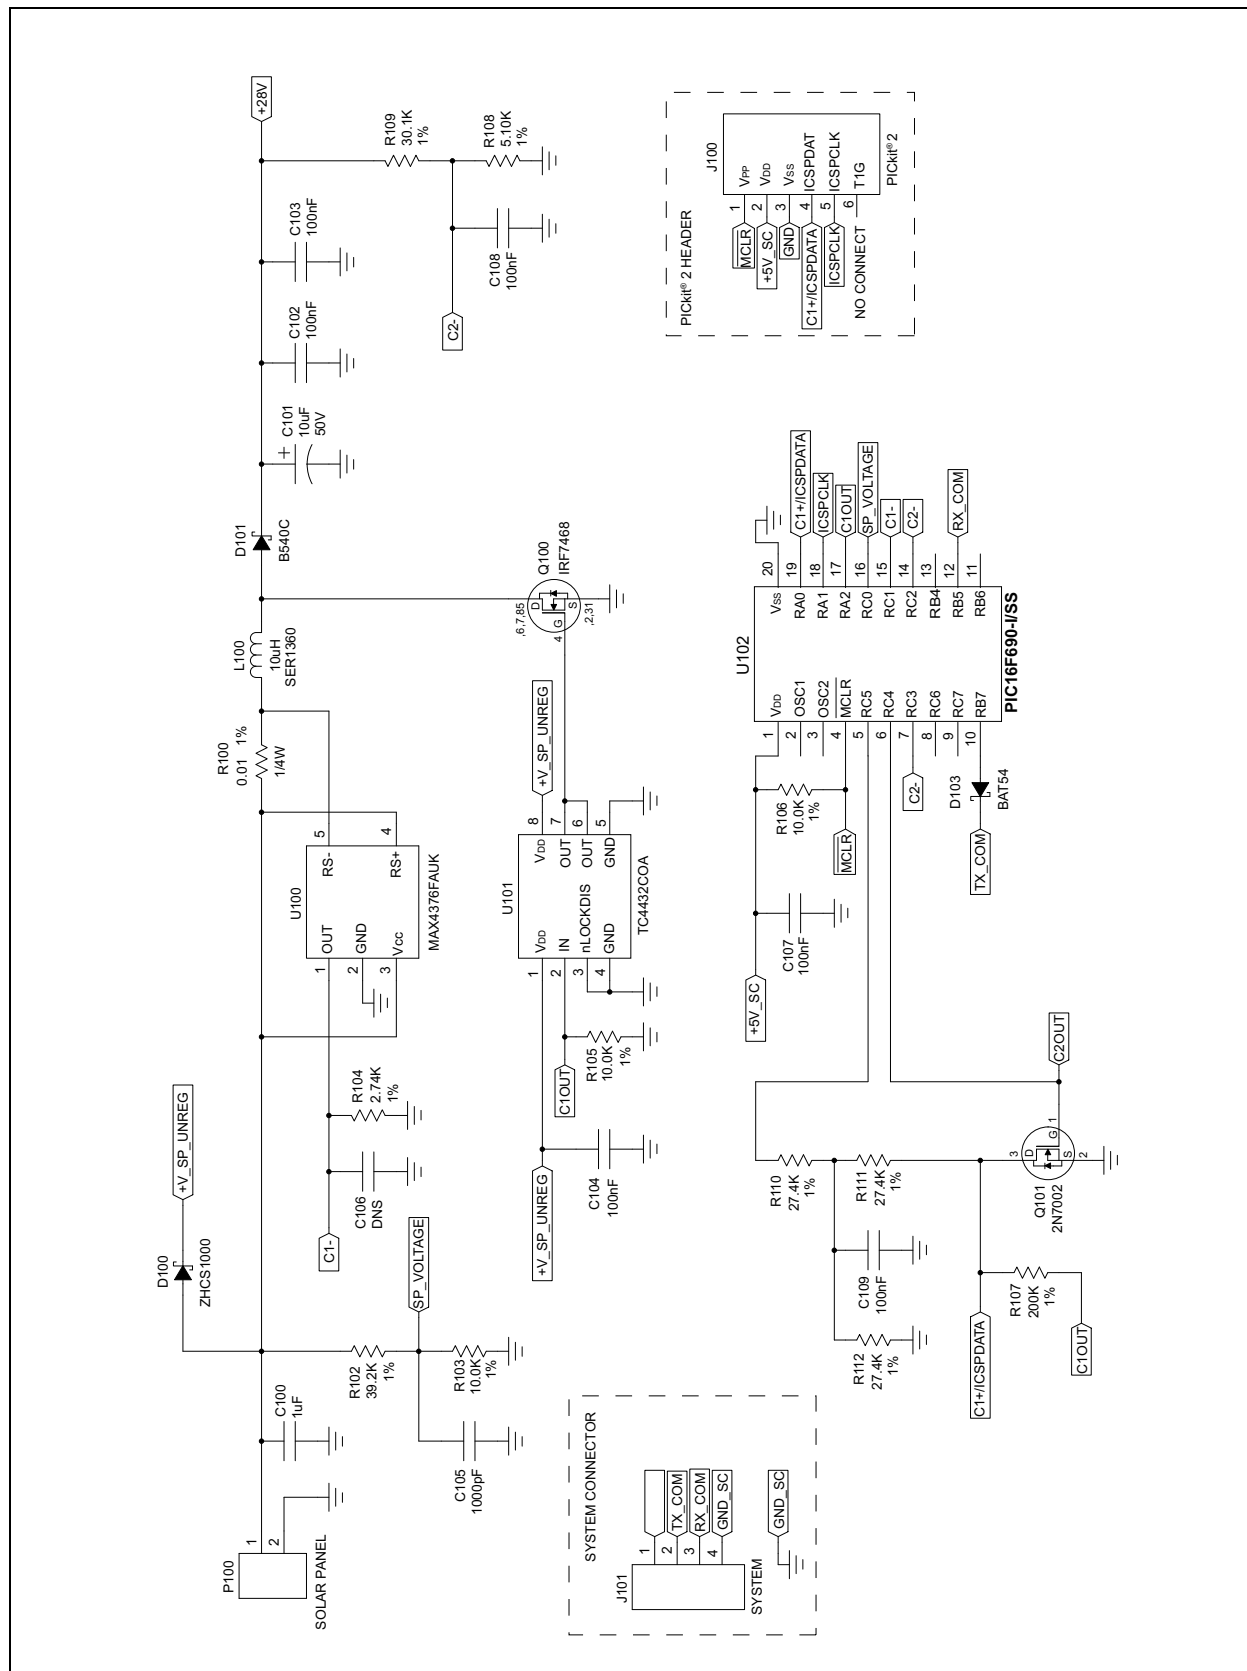 P100
SOLAR PANEL
1
2
C100
1uF
D100
ZHCS1000
+V_SP_UNREG
R102
39.2K
1%
R103
10.0K
1%
C105
1000pF
SP_VOLTAGE
C1-
C106
DNS
R104
2.74K
1%
U100
MAX4376FAUK
OUT
GND
VCC
RS-
RS+
1
2
3
5
4
R100
0.01 1%
1/4W
L100
10uH
SER1360
D101
B540C
C101
10uF
50V
+
C102
100nF
C103
100nF
+28V
R109
30.1K
1%
R108
5.10K
1%
C108
100nF
C2-
+V_SP_UNREG
C104
100nF
C1OUT
R105
10.0K
1%
U101
TC4432COA
VDD
IN
nLOCKDIS
GND
1
2
3
4
VDD
OUT
OUT
GND
8
7
6
5
+V_SP_UNREG
Q100
IRF7468
,6,7,85
D
G
S
4
,2,31
SYSTEM CONNECTOR
J101
SYSTEM
1
2
3
4
TX_COM
RX_COM
GND_SC
GND_SC
R110
27.4K
1%
R111
27.4K
1%
R112
27.4K
1%
C109
100nF
C1+/ICSPDATA
R107
200K
1%
C1OUT
Q101
2N7002
3
D
G
S
1
2
C2OUT
+5V_SC
C107
100nF
R106
10.0K
1%
MCLR
C2-
D103
BAT54
TX_COM
U102
PIC16F690-I/SS
1
2
3
4
5
6
7
8
9
10
VDD
OSC1
OSC2
MCLR
RC5
RC4
RC3
RC6
RC7
RB7
VSS
RA0
RA1
RA2
RC0
RC1
RC2
RB4
RB5
RB6
20
19
18
17
16
15
14
13
12
11
C1+/ICSPDATA
ICSPCLK
C1OUT
SP_VOLTAGE
C1-
C2-
RX_COM
PICkit® 2 HEADER
J100
PICkit® 2
1
2
3
4
5
6
VPP
VDD
VSS
ICSPDAT
ICSPCLK
T1G
MCLR
+5V_SC
GND
C1+/ICSPDATA
ICSPCLK
NO CONNECT